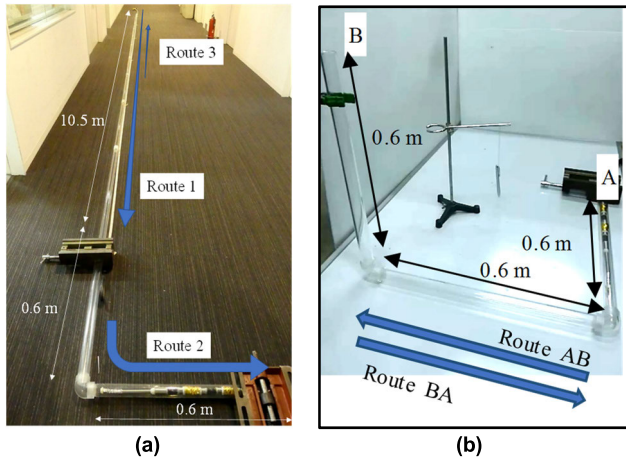 Route 3
10.5 m
Route 1
0.6 m
Route 2
0.6 m
(a)
B
0.6 m
A
0.6 m
0.6 m
Route AB
Route BA
(b)